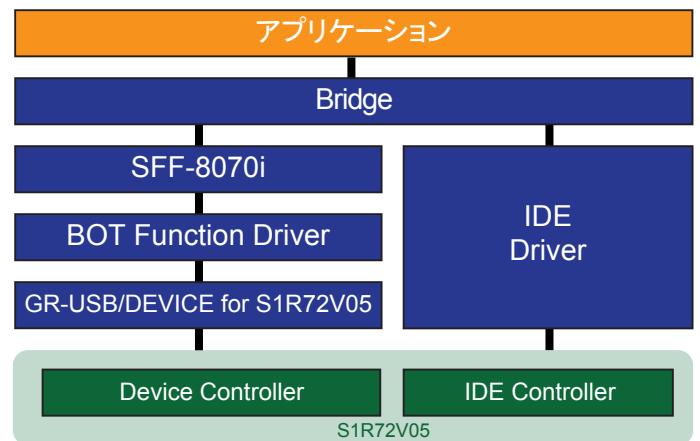 アプリケーション
Bridge
SFF-8070i
BOT Function Driver
GR-USB/DEVICE for S1R72V05
IDE
Driver
Device Controller
IDE Controller
S1R72V05